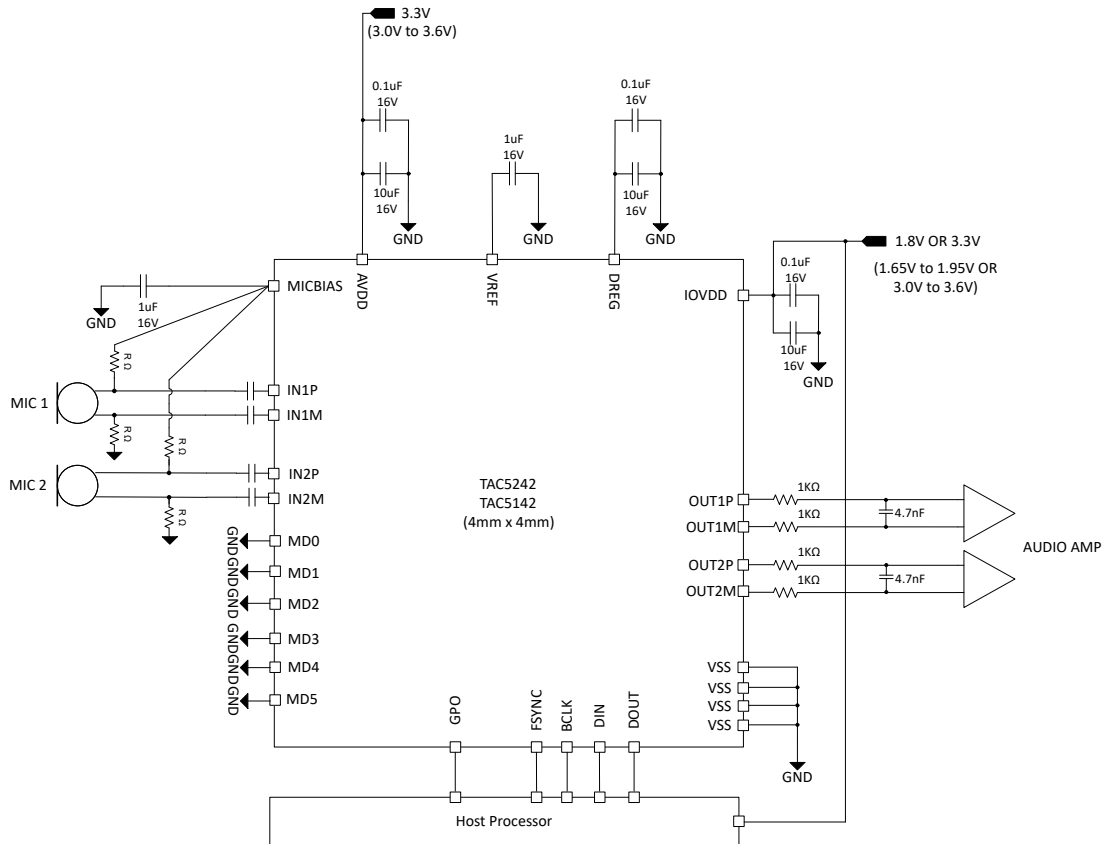 3.3V
(3.0V to 3.6V)
0.1uF
16V
10uF
16V
GND
1uF
16V
GND
0.1uF
16V
10uF
16V
GND
1.8V OR 3.3V
(1.65V to 1.95V OR
3.0V to 3.6V)
0.1uF
16V
10uF
16V
GND
AVDD
VREF
DREG
IOVDD
MICBIAS
1uF
16V
GND
R Ω
R Ω
R Ω
R Ω
MIC 1
MIC 2
IN1P
IN1M
IN2P
IN2M
GND
MD0
GND
MD1
GND
MD2
GND
MD3
GND
MD4
GND
MD5
TAC5242
TAC5142
(4mm x 4mm)
OUT1P
1KΩ
OUT1M
1KΩ
4.7nF
OUT2P
1KΩ
OUT2M
1KΩ
4.7nF
AUDIO AMP
VSS
VSS
VSS
VSS
GND
GPO
FSYNC
BCLK
DIN
DOUT
Host Processor